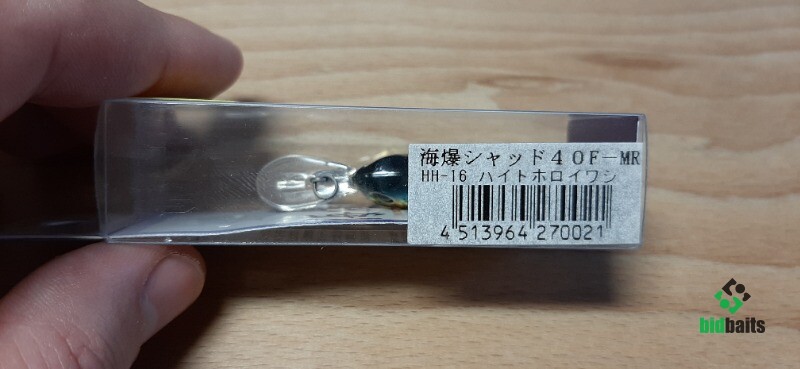 海爆シャッド４０F－MR
HH-16 ハイトホロイワシ
4 513964 270021
bidbaits